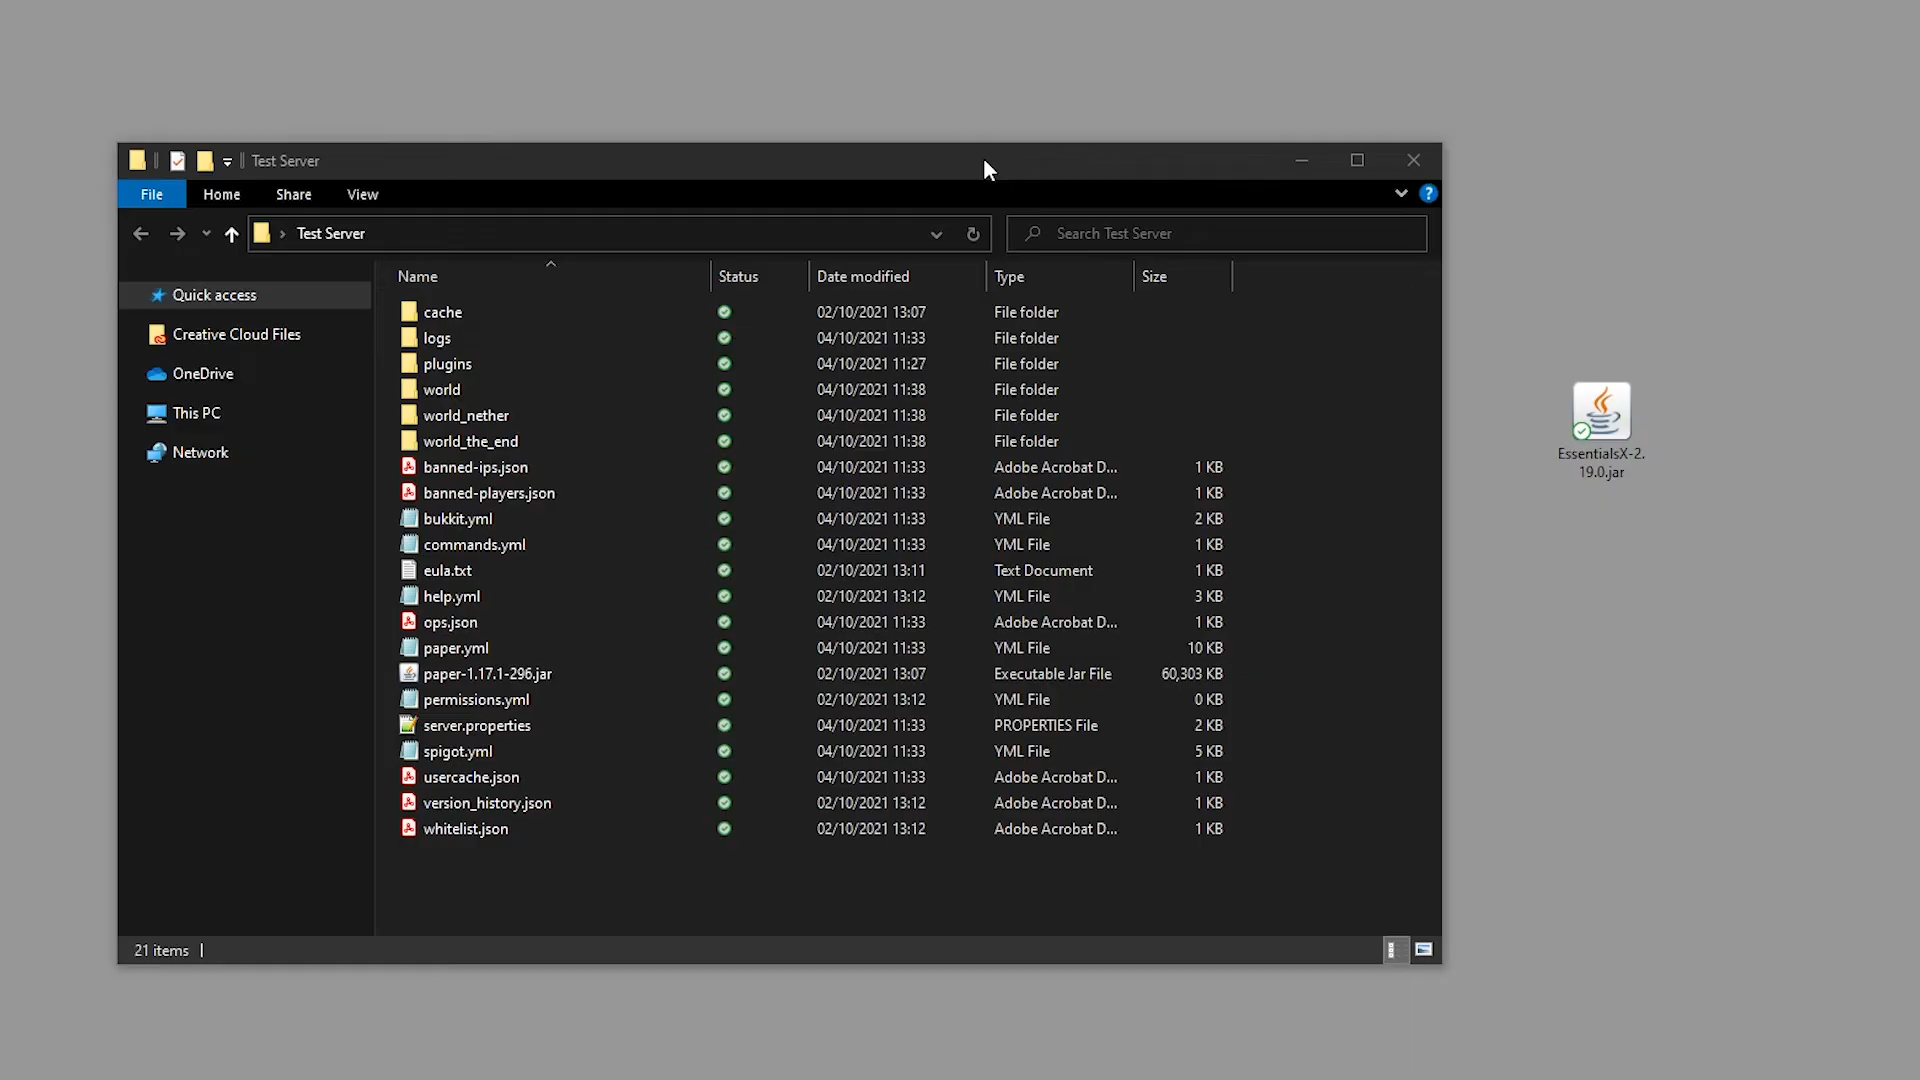 Test Server
File Home Share View
Test Server
Search Test Server
Quick access
Creative Cloud Files
OneDrive
This PC
Network
Name Status Date modified Type Size
cache 02/10/2021 13:07 File folder
logs 04/10/2021 11:33 File folder
plugins 04/10/2021 11:27 File folder
world 04/10/2021 11:38 File folder
world_nether 04/10/2021 11:38 File folder
world_the_end 04/10/2021 11:38 File folder
banned-ips.json 04/10/2021 11:33 Adobe Acrobat D... 1 KB
banned-players.json 04/10/2021 11:33 Adobe Acrobat D... 1 KB
bukkit.yml 04/10/2021 11:33 YML File 2 KB
commands.yml 04/10/2021 11:33 YML File 1 KB
eula.txt 02/10/2021 13:11 Text Document 1 KB
help.yml 02/10/2021 13:12 YML File 3 KB
ops.json 04/10/2021 11:33 Adobe Acrobat D... 1 KB
paper.yml 04/10/2021 11:33 YML File 10 KB
paper-1.17.1-296.jar 02/10/2021 13:07 Executable Jar File 60,303 KB
permissions.yml 02/10/2021 13:12 YML File 0 KB
server.properties 04/10/2021 11:33 PROPERTIES File 2 KB
spigot.yml 04/10/2021 11:33 YML File 5 KB
usercache.json 04/10/2021 11:33 Adobe Acrobat D... 1 KB
version_history.json 02/10/2021 13:12 Adobe Acrobat D... 1 KB
whitelist.json 02/10/2021 13:12 Adobe Acrobat D... 1 KB
21 items
EssentialsX-2.
19.0.jar